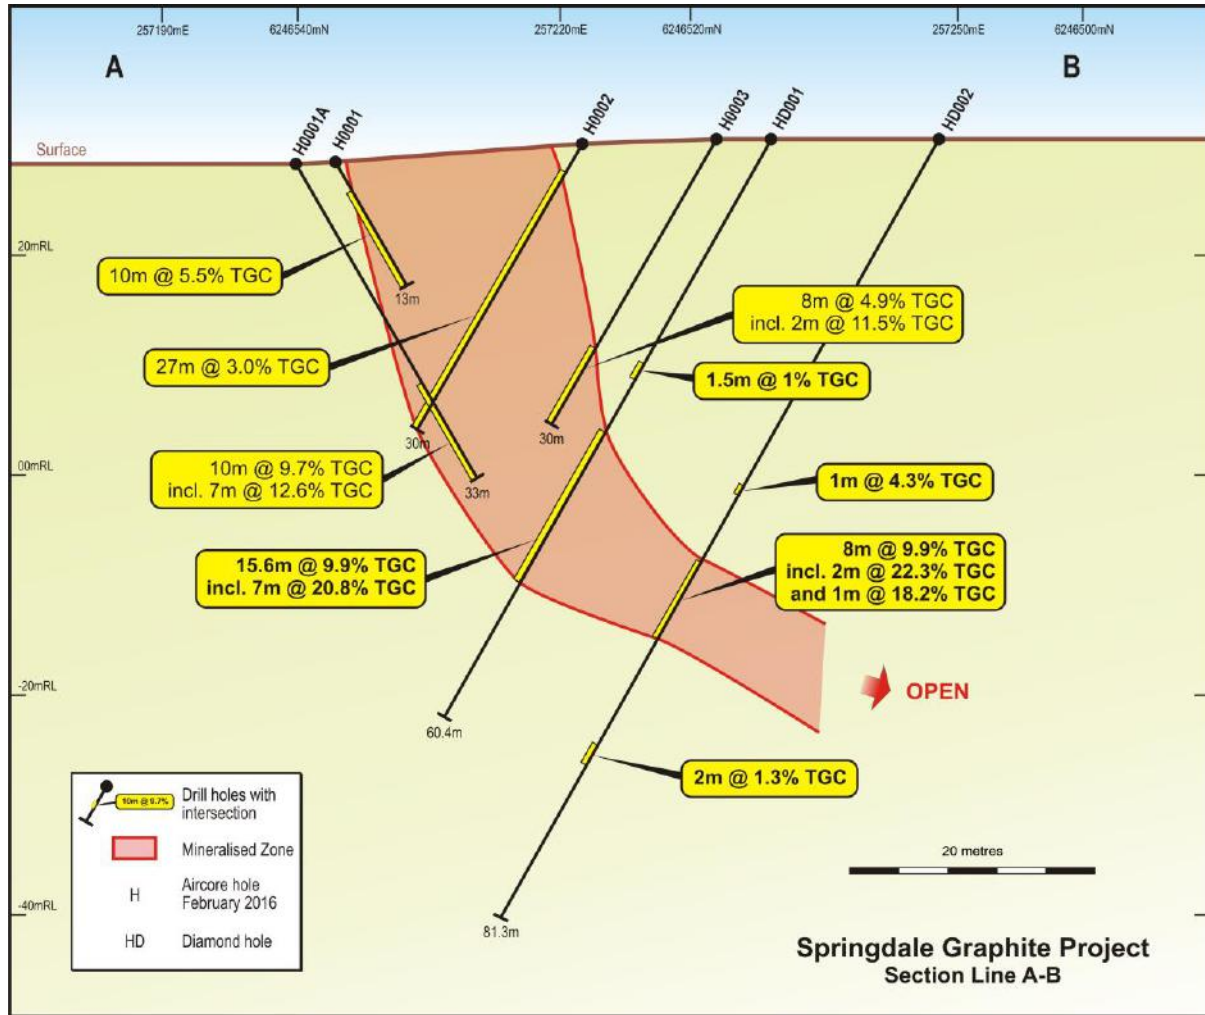 257190mE
6246540mN
257220mE
6246520mN
257250mE
6246500mN
A
B
H0001A
H0001
H0002
H0003
HD001
HD002
Surface
20mRL
00mRL
-20mRL
-40mRL
10m @ 5.5% TGC
13m
27m @ 3.0% TGC
8m @ 4.9% TGC
incl. 2m @ 11.5% TGC
1.5m @ 1% TGC
30m
30m
10m @ 9.7% TGC
incl. 7m @ 12.6% TGC
33m
1m @ 4.3% TGC
15.6m @ 9.9% TGC
incl. 7m @ 20.8% TGC
8m @ 9.9% TGC
incl. 2m @ 22.3% TGC
and 1m @ 18.2% TGC
OPEN
60.4m
2m @ 1.3% TGC
81.3m
10m @ 9.7%
Drill holes with
intersection
Mineralised Zone
H
Aircore hole
February 2016
HD
Diamond hole
20 metres
Springdale Graphite Project
Section Line A-B